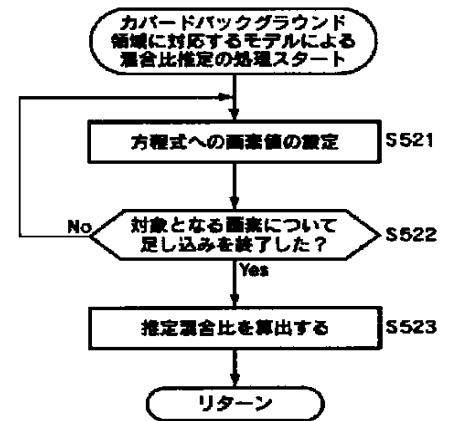 カバードバックグラウンド
領域に対応するモデルによる
混合比推定の処理スタート
方程式への画素値の設定
S521
対象となる画素について
足し込みを終了した?
S522
No
Yes
推定混合比を算出する
S523
リターン